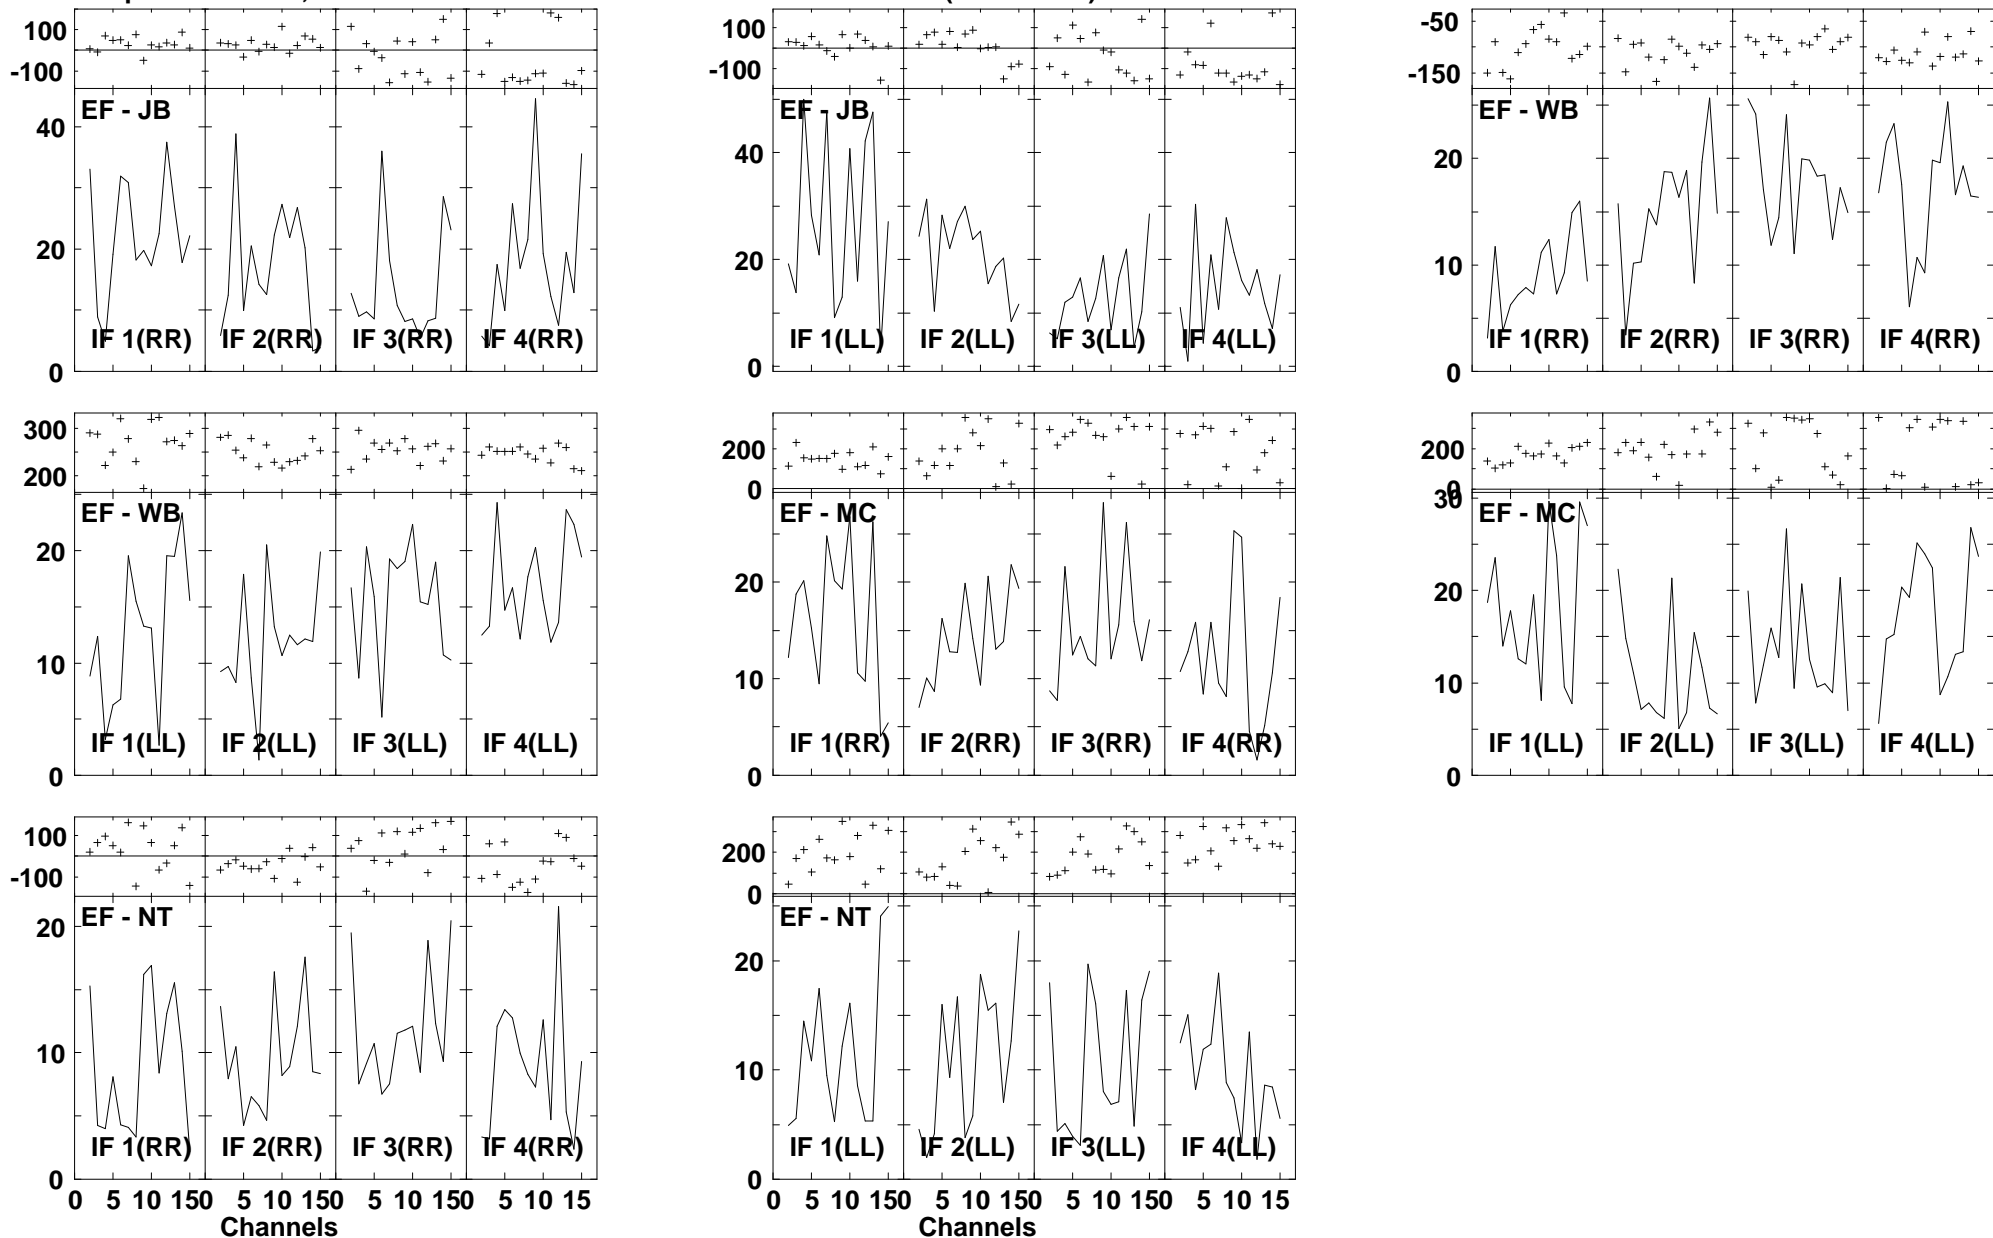 100
-100
EF - JB
40
20
0
IF 1(RR) IF 2(RR) IF 3(RR) IF 4(RR)
100
-100
EF - JB
40
20
0
IF 1(LL) IF 2(LL) IF 3(LL) IF 4(LL)
-50
-150
EF - WB
20
10
0
IF 1(RR) IF 2(RR) IF 3(RR) IF 4(RR)
300
200
EF - WB
20
10
0
IF 1(LL) IF 2(LL) IF 3(LL) IF 4(LL)
200
0
EF - MC
20
10
0
IF 1(RR) IF 2(RR) IF 3(RR) IF 4(RR)
200
0
30
EF - MC
20
10
0
IF 1(LL) IF 2(LL) IF 3(LL) IF 4(LL)
100
-100
EF - NT
20
10
0
IF 1(RR) IF 2(RR) IF 3(RR) IF 4(RR)
0 5 10 150 5 10 150 5 10 150 5 10 15
Channels
200
0
EF - NT
20
10
0
IF 1(LL) IF 2(LL) IF 3(LL) IF 4(LL)
0 5 10 150 5 10 150 5 10 150 5 10 15
Channels